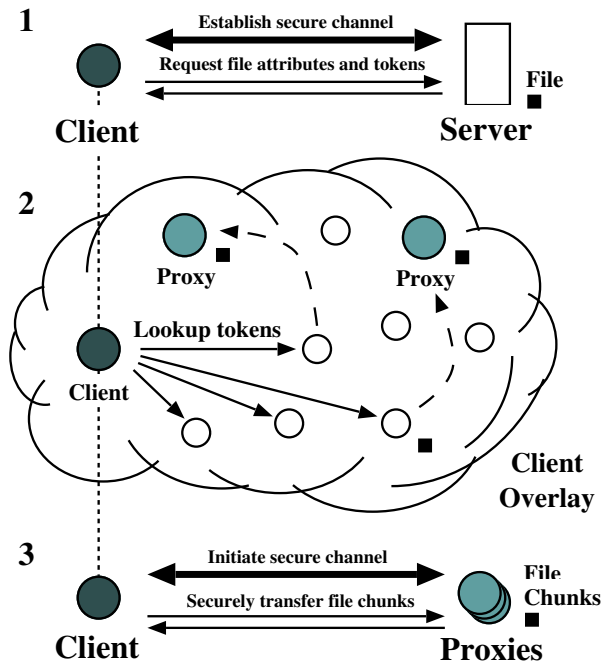 1
Establish secure channel
Request file attributes and tokens
File
Client
Server
2
Proxy
Proxy
Lookup tokens
Client
Client
Overlay
3
Initiate secure channel
File
Securely transfer file chunks
Chunks
Client
Proxies